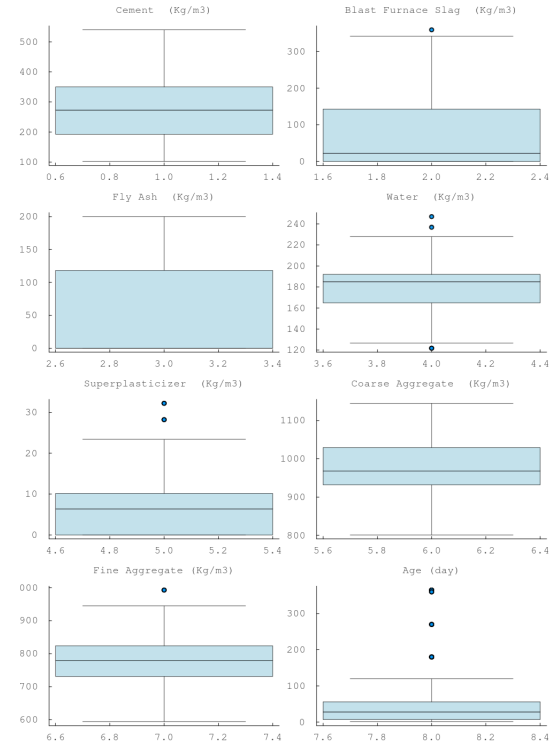 Cement (Kg/m3)
500
400
300
200
100
0.6 0.8 1.0 1.2 1.4
Blast Furnace Slag (Kg/m3)
300
200
100
0
1.6 1.8 2.0 2.2 2.4
Fly Ash (Kg/m3)
200
150
100
50
0
2.6 2.8 3.0 3.2 3.4
Water (Kg/m3)
240
220
200
180
160
140
120
3.6 3.8 4.0 4.2 4.4
Superplasticizer (Kg/m3)
30
20
10
0
4.6 4.8 5.0 5.2 5.4
Coarse Aggregate (Kg/m3)
1100
1000
900
800
5.6 5.8 6.0 6.2 6.4
Fine Aggregate (Kg/m3)
000
900
800
700
600
6.6 6.8 7.0 7.2 7.4
Age (day)
300
200
100
0
7.6 7.8 8.0 8.2 8.4